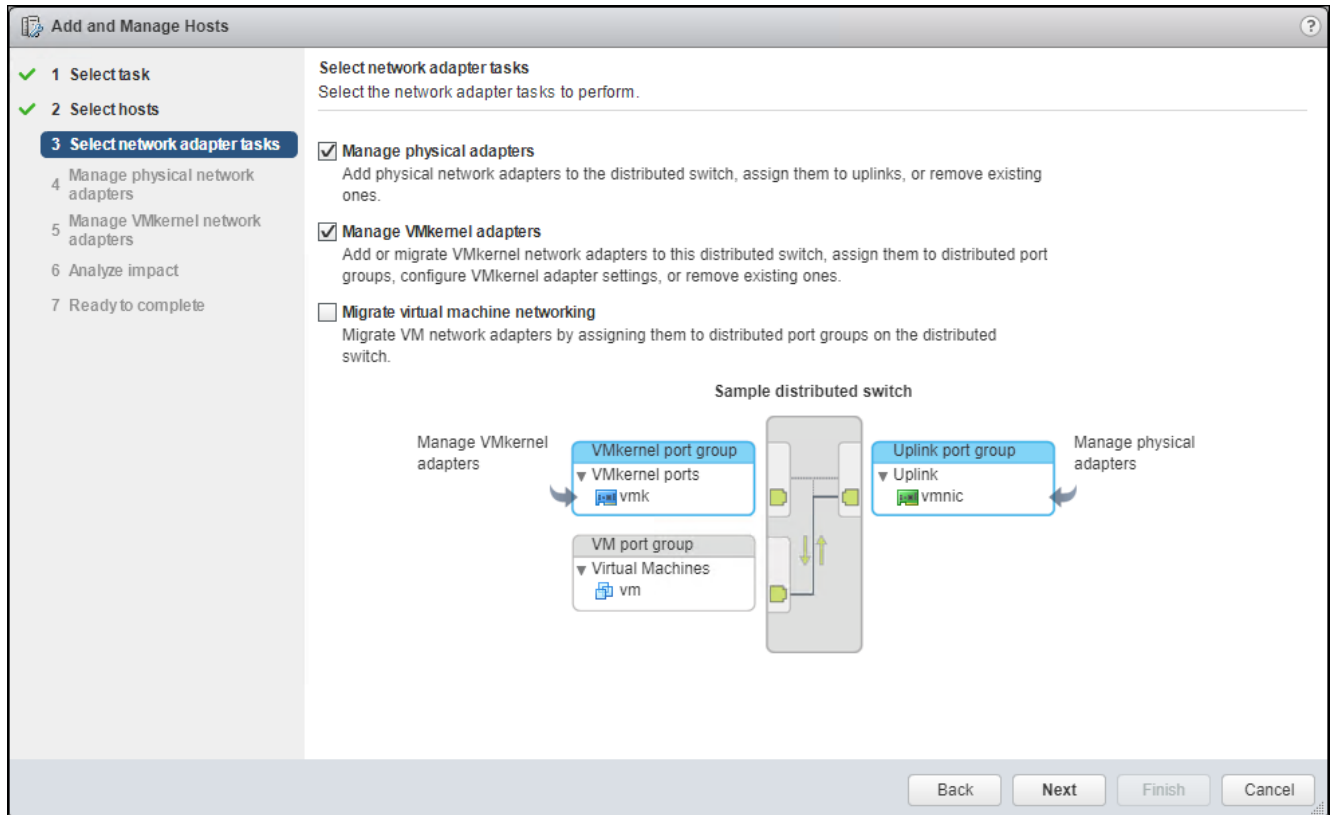 Add and Manage Hosts
?
1 Select task
2 Select hosts
3 Select network adapter tasks
4 Manage physical network
adapters
5 Manage VMkernel network
adapters
6 Analyze impact
7 Ready to complete
Select network adapter tasks
Select the network adapter tasks to perform.
Manage physical adapters
Add physical network adapters to the distributed switch, assign them to uplinks, or remove existing
ones.
Manage VMkernel adapters
Add or migrate VMkernel network adapters to this distributed switch, assign them to distributed port
groups, configure VMkernel adapter settings, or remove existing ones.
Migrate virtual machine networking
Migrate VM network adapters by assigning them to distributed port groups on the distributed
switch.
Sample distributed switch
Manage VMkernel
adapters
VMkernel port group
VMkernel ports
vmk
VM port group
Virtual Machines
vm
Uplink port group
Uplink
vmnic
Manage physical
adapters
Back
Next
Finish
Cancel